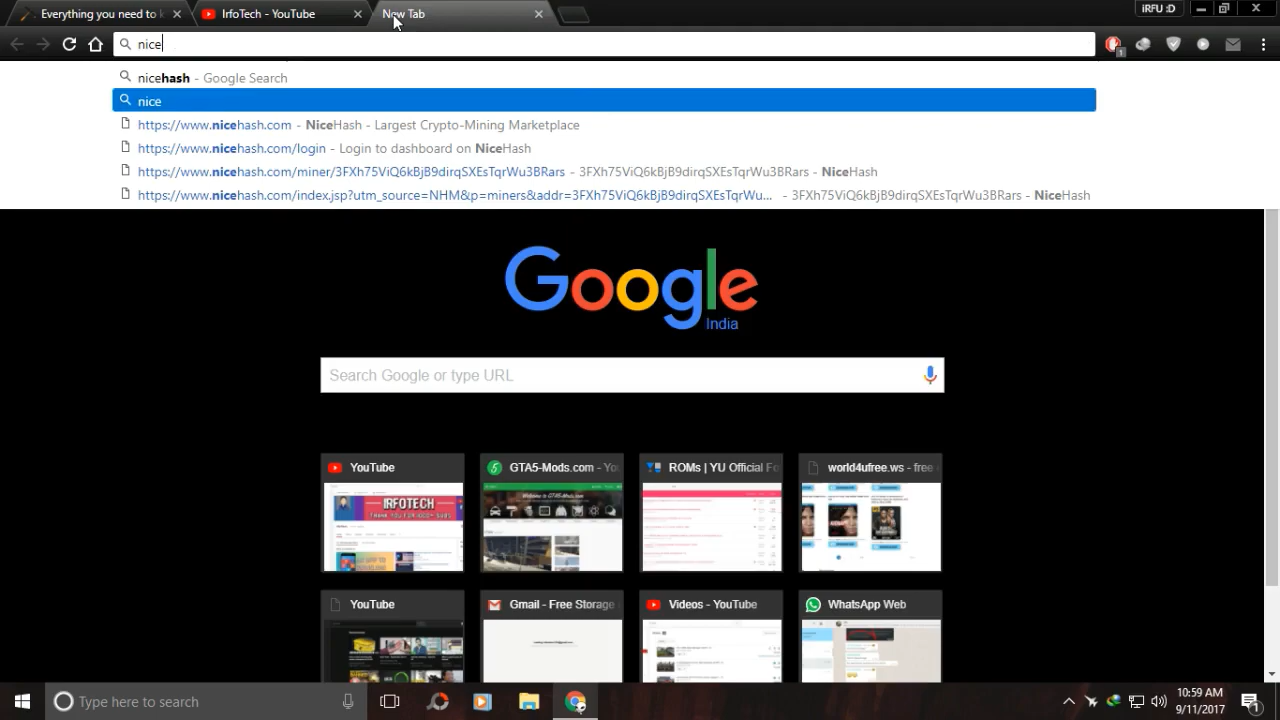 Everything you need to k
IrfoTech - YouTube
New Tab
iRFU :D
nice
1
nicehash - Google Search
nice
https://www.nicehash.com - NiceHash - Largest Crypto-Mining Marketplace
https://www.nicehash.com/login - Login to dashboard on NiceHash
https://www.nicehash.com/miner/3FXh75ViQ6kBjB9dirqSXEsTqrWu3BRars - 3FXh75ViQ6kBjB9dirqSXEsTqrWu3BRars - NiceHash
https://www.nicehash.com/index.jsp?utm_source=NHM&p=miners&addr=3FXh75ViQ6kBjB9dirqSXEsTqrWu... - 3FXh75ViQ6kBjB9dirqSXEsTqrWu3BRars - NiceHash
Google
India
Search Google or type URL
YouTube
GTA5-Mods.com - You
ROMs | YU Official Fo
world4ufree.ws - free
IRFOTECH
YouTube
Gmail - Free Storage
Videos - YouTube
WhatsApp Web
Type here to search
10:59 AM
9/11/2017
1